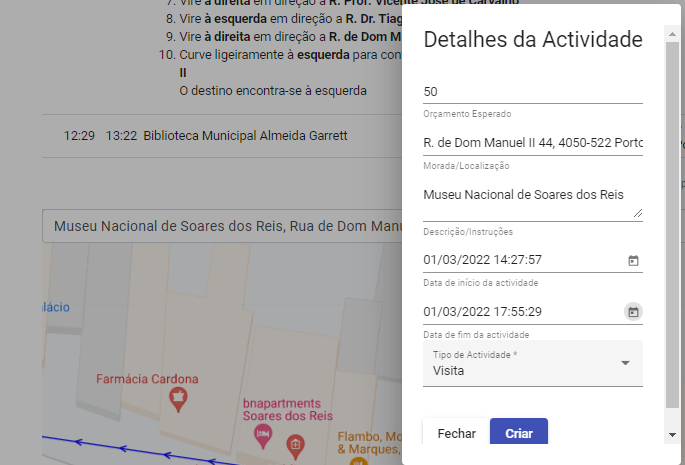 7. Vire à direita em direção a R. Prof. Vicente José de Carvalho
8. Vire à esquerda em direção a R. Dr. Tiag
9. Vire à direita em direção a R. de Dom M
10. Curve ligeiramente à esquerda para con
II
O destino encontra-se à esquerda
12:29 13:22 Biblioteca Municipal Almeida Garrett
Museu Nacional de Soares dos Reis, Rua de Dom Manu
lácio
Farmácia Cardona
bnapartments
Soares dos Reis
Flambo, Mo
& Marques,
Detalhes da Actividade
50
Orçamento Esperado
R. de Dom Manuel II 44, 4050-522 Porto
Morada/Localização
Museu Nacional de Soares dos Reis
Descrição/Instruções
01/03/2022 14:27:57
Data de início da actividade
01/03/2022 17:55:29
Data de fim da actividade
Tipo de Actividade *
Visita
Fechar
Criar